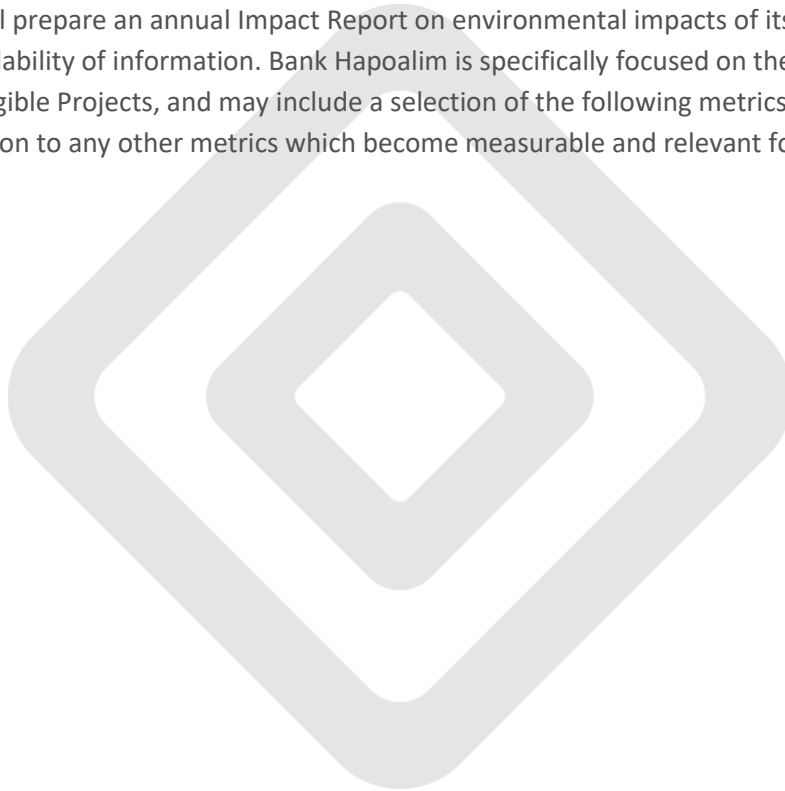 l prepare an annual Impact Report on environmental impacts of its
lability of information. Bank Hapoalim is specifically focused on the
gible Projects, and may include a selection of the following metrics
on to any other metrics which become measurable and relevant fo